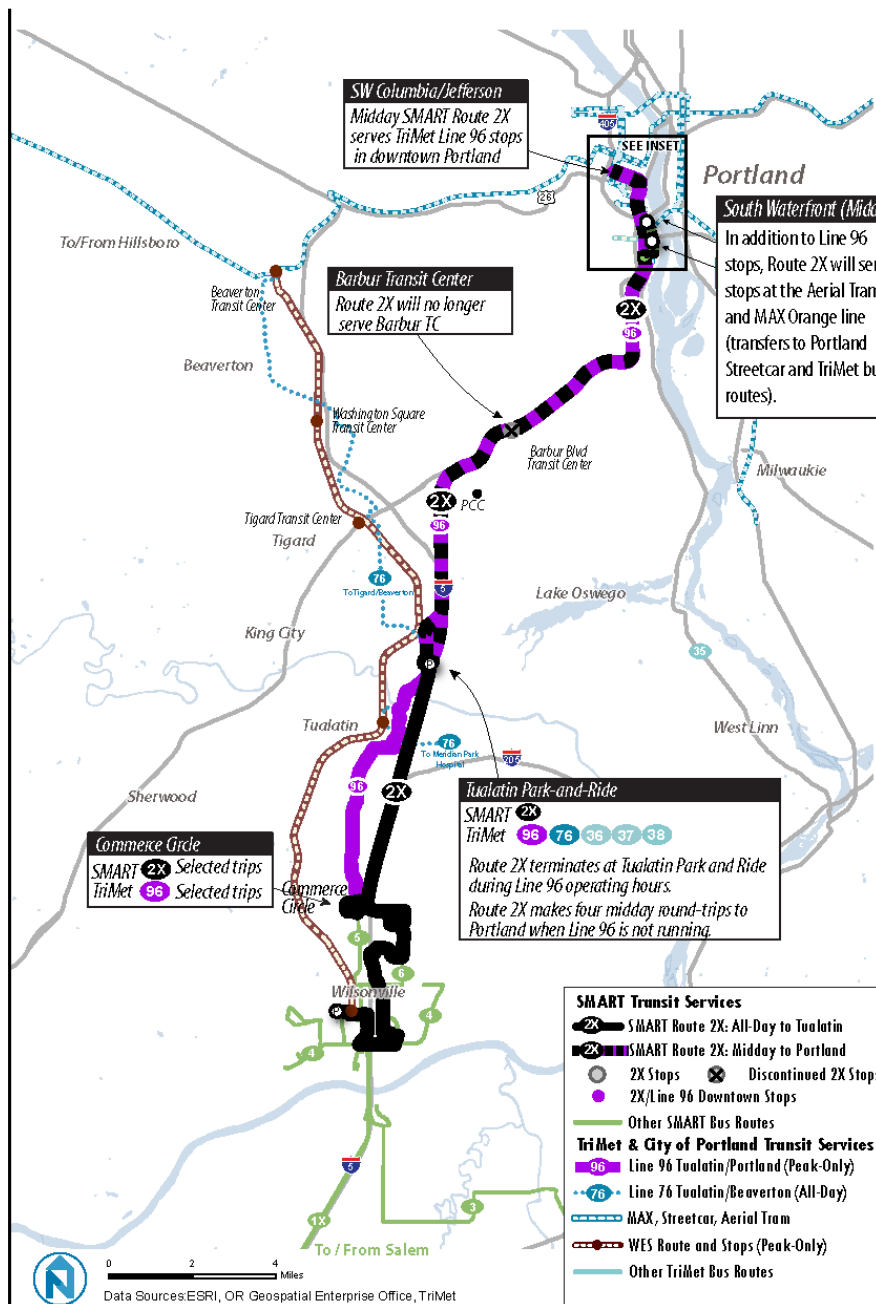 SW Columbia/Jefferson
Midday SMART Route 2X
serves TriMet Line 96 stops
in downtown Portland
405
SEE INSET
Portland
26
South Waterfront (Midd
In addition to Line 96
stops, Route 2X will ser
stops at the Aerial Tram
and MAX Orange line
(transfers to Portland
Streetcar and TriMet bu
routes).
To/From Hillsboro
Beaverton
Transit Center
Barbur Transit Center
Route 2X will no longer
serve Barbur TC
2X
96
Beaverton
Washington Square
Transit Center
Barbur Blvd
Transit Center
Milwaukie
2X
PCC
96
Tigard Transit Center
Tigard
76
To Tigard/Beaverton
5
Lake Oswego
King City
35
P
Tualatin
West Linn
76
To Meridian Park
Hospital
205
96
2X
Sherwood
Tualatin Park-and-Ride
SMART 2X
TriMet 96 76 36 37 38
Route 2X terminates at Tualatin Park and Ride
during Line 96 operating hours.
Route 2X makes four midday round-trips to
Portland when Line 96 is not running.
Commerce Circle
SMART 2X Selected trips
TriMet 96 Selected trips
Commerce
Circle
5
6
Wilsonville
P
4
4
5
1X
3
To / From Salem
SMART Transit Services
2X SMART Route 2X: All-Day to Tualatin
2X SMART Route 2X: Midday to Portland
2X Stops Discontinued 2X Stops
2X/Line 96 Downtown Stops
Other SMART Bus Routes
TriMet & City of Portland Transit Services
96 Line 96 Tualatin/Portland (Peak-Only)
76 Line 76 Tualatin/Beaverton (All-Day)
MAX, Streetcar, Aerial Tram
WES Route and Stops (Peak-Only)
Other TriMet Bus Routes
N
0 2 4
Miles
Data Sources:ESRI, OR Geospatial Enterprise Office, TriMet